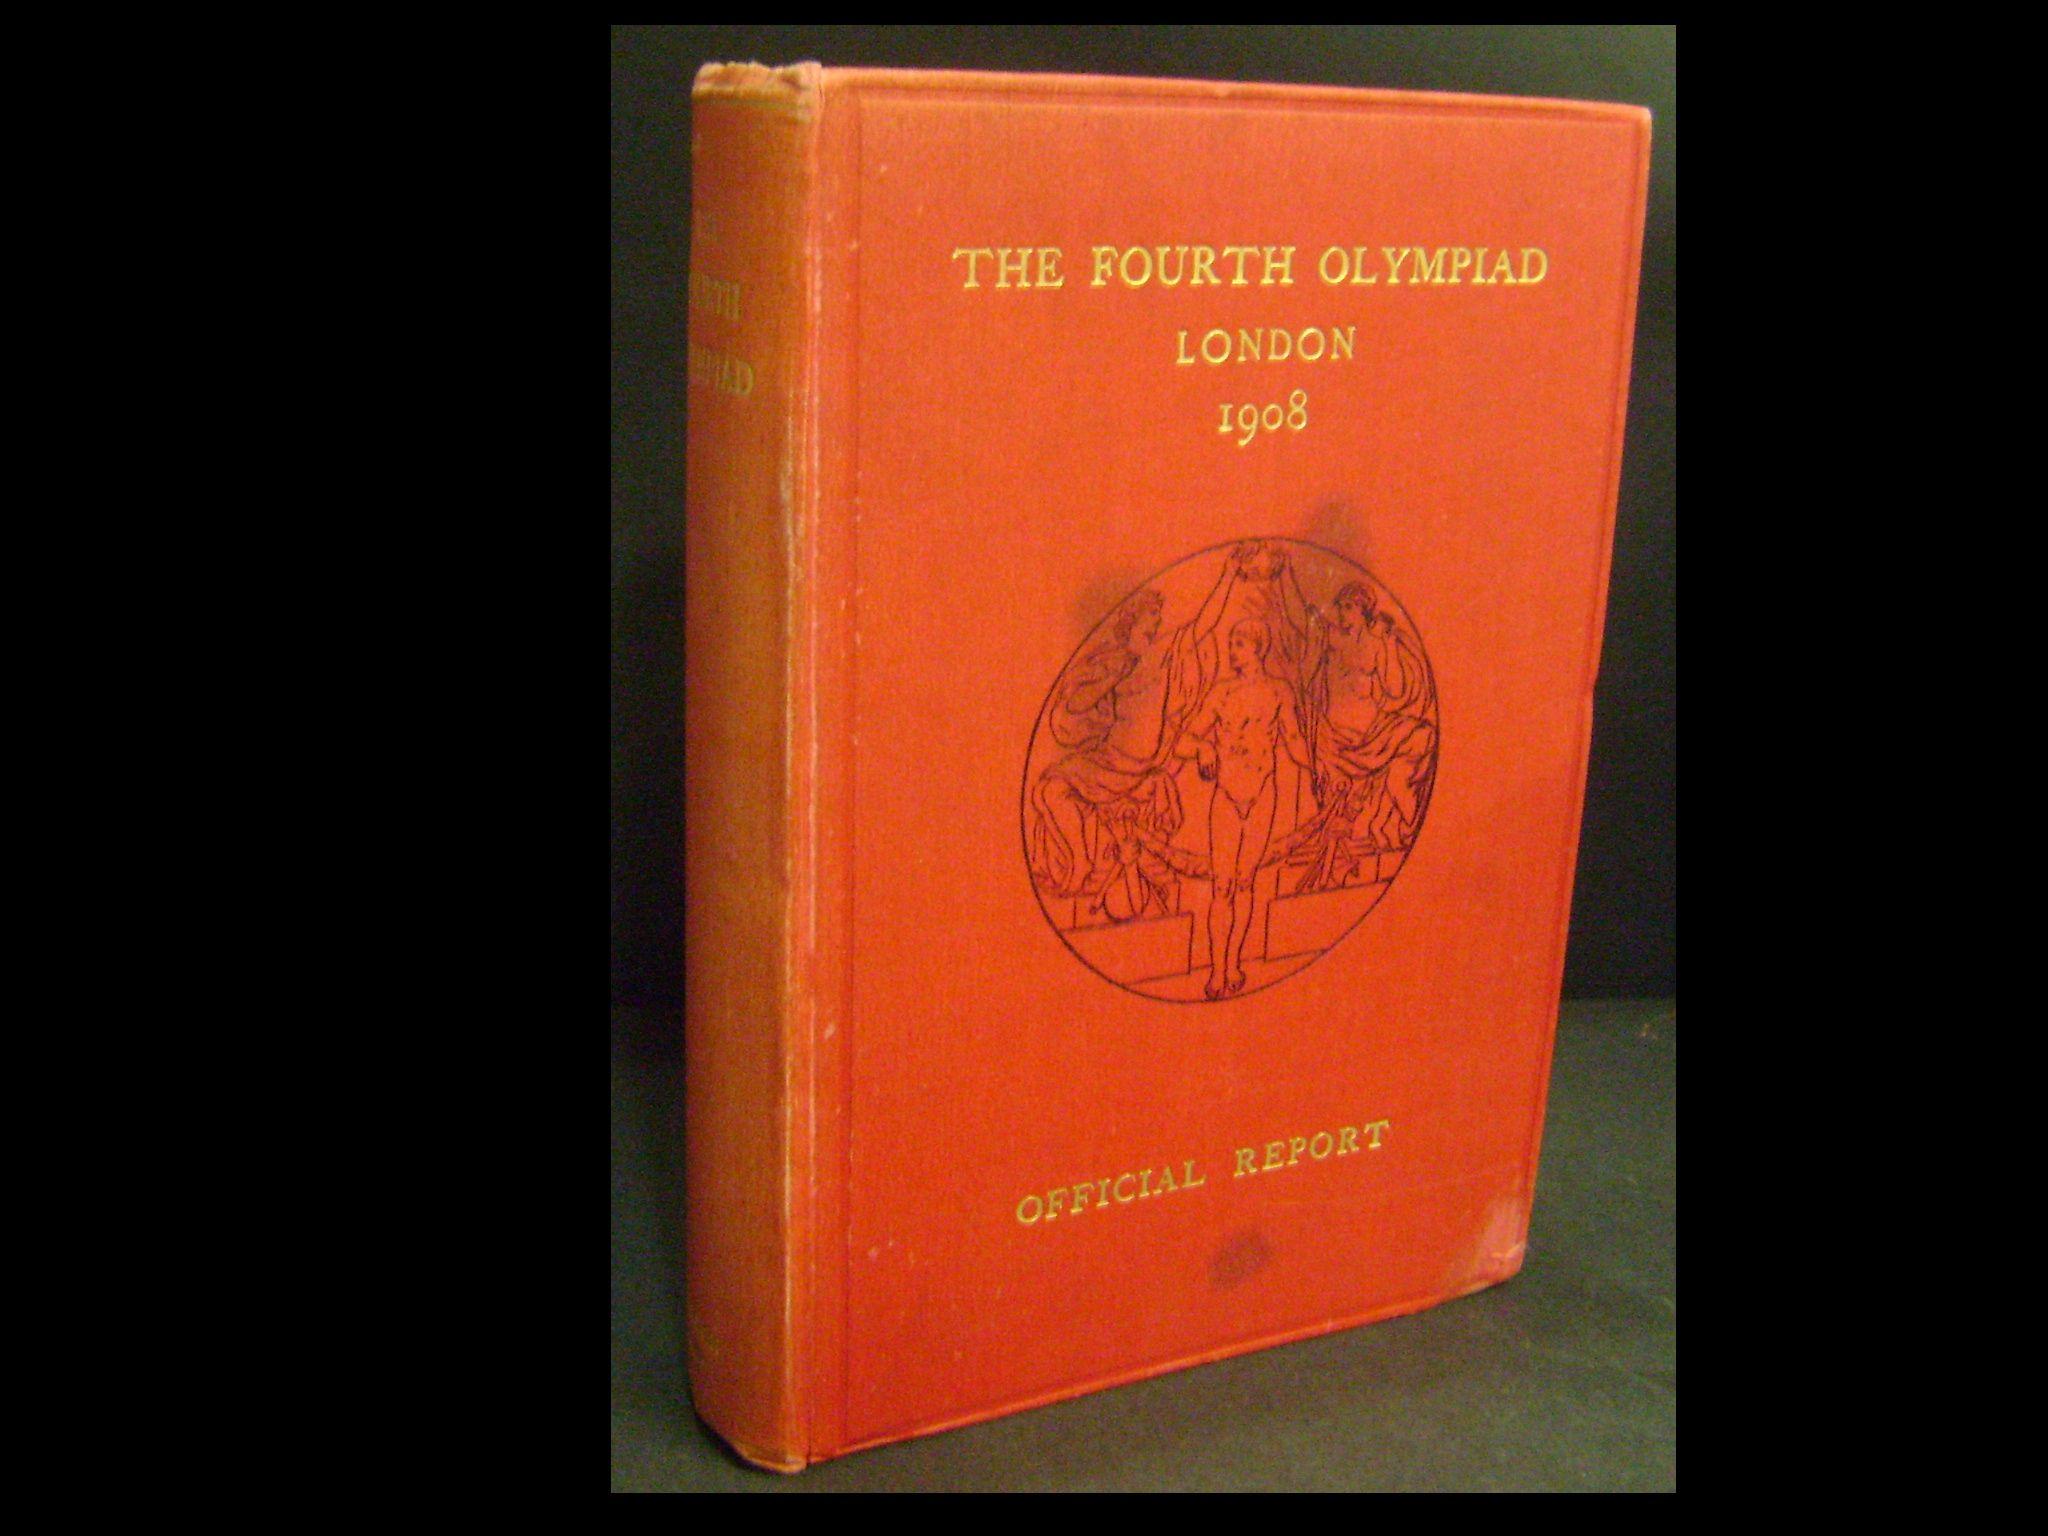 THE FOURTH OLYMPIAD
LONDON
1908
OFFICIAL REPORT